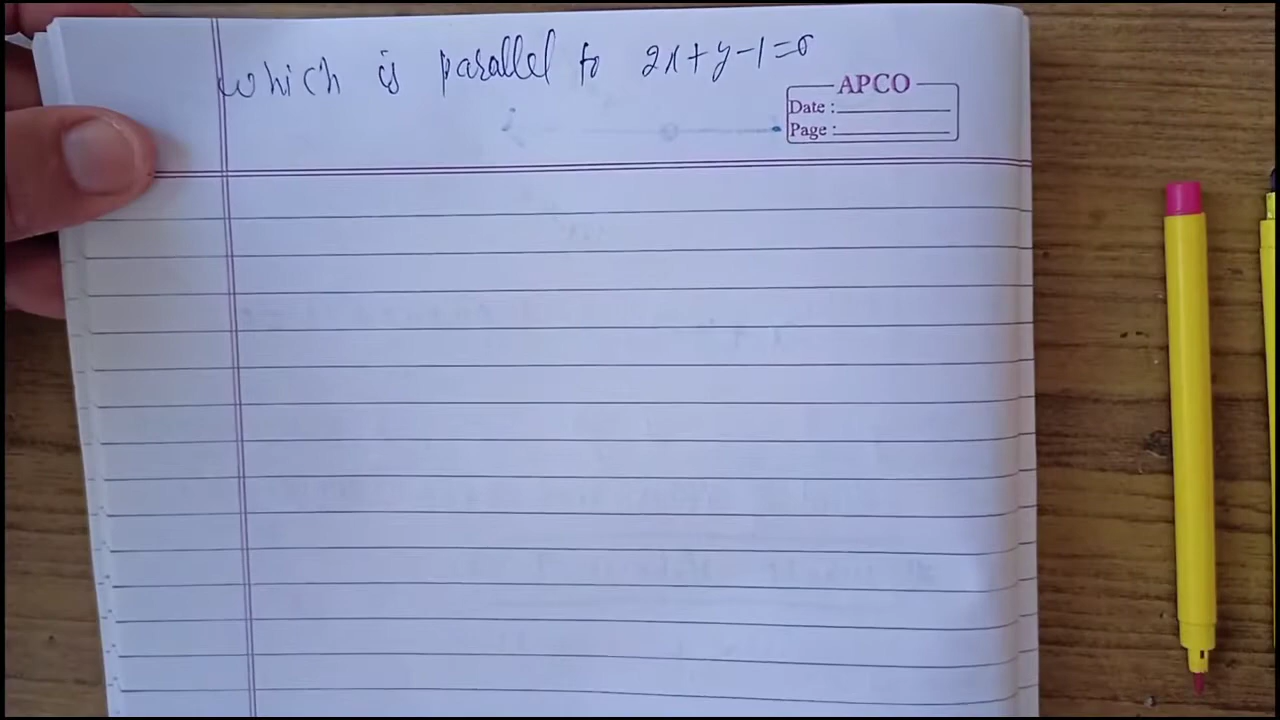 which is parallel to 2x+y-1=0
APCO
Date :
Page :